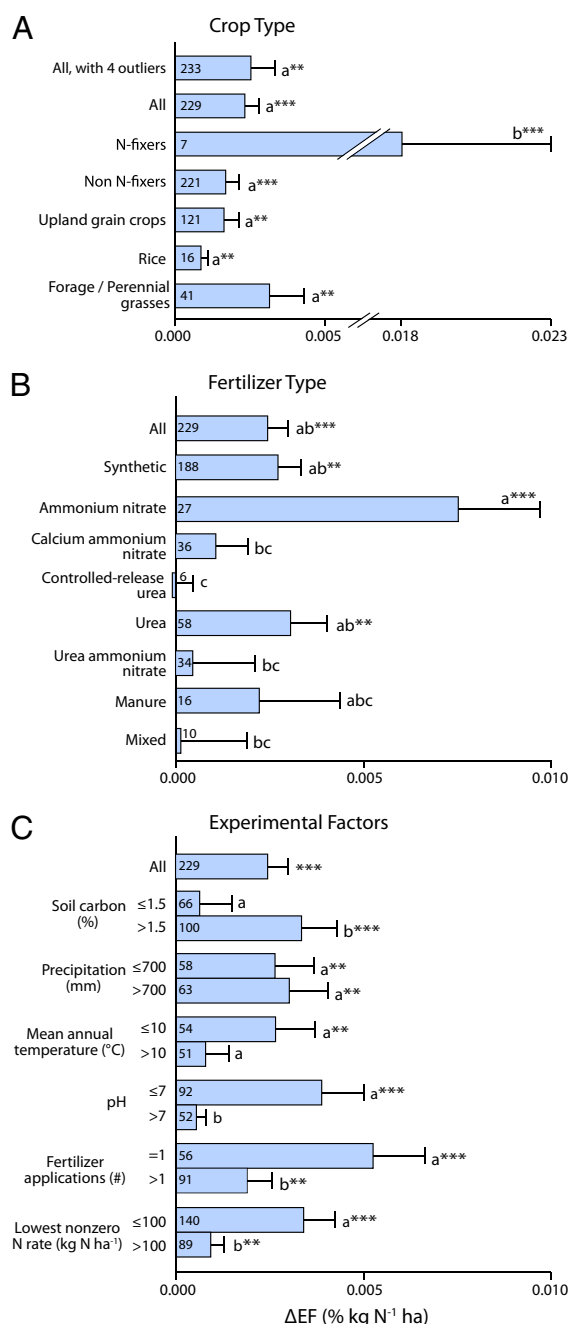 A
Crop Type
All, with 4 outliers 233 a**
All 229 a***
N-fixers 7 b***
Non N-fixers 221 a***
Upland grain crops 121 a**
Rice 16 a**
Forage / Perennial
grasses 41 a**
0.000 0.005 0.018 0.023
B
Fertilizer Type
All 229 ab***
Synthetic 188 ab**
Ammonium nitrate 27 a***
Calcium ammonium
nitrate 36 bc
Controlled-release
urea 6 c
Urea 58 ab**
Urea ammonium
nitrate 34 bc
Manure 16 abc
Mixed 10 bc
0.000 0.005 0.010
C
Experimental Factors
All 229 ***
Soil carbon
(%)
≤1.5 66 a
>1.5 100 b***
Precipitation
(mm)
≤700 58 a**
>700 63 a**
Mean annual
temperature (°C)
≤10 54 a**
>10 51 a
pH
≤7 92 a***
>7 52 b
Fertilizer
applications (#)
=1 56 a***
>1 91 b**
Lowest nonzero
N rate (kg N ha⁻¹)
≤100 140 a***
>100 89 b**
0.000 0.005 0.010
ΔEF (% kg N⁻¹ ha)